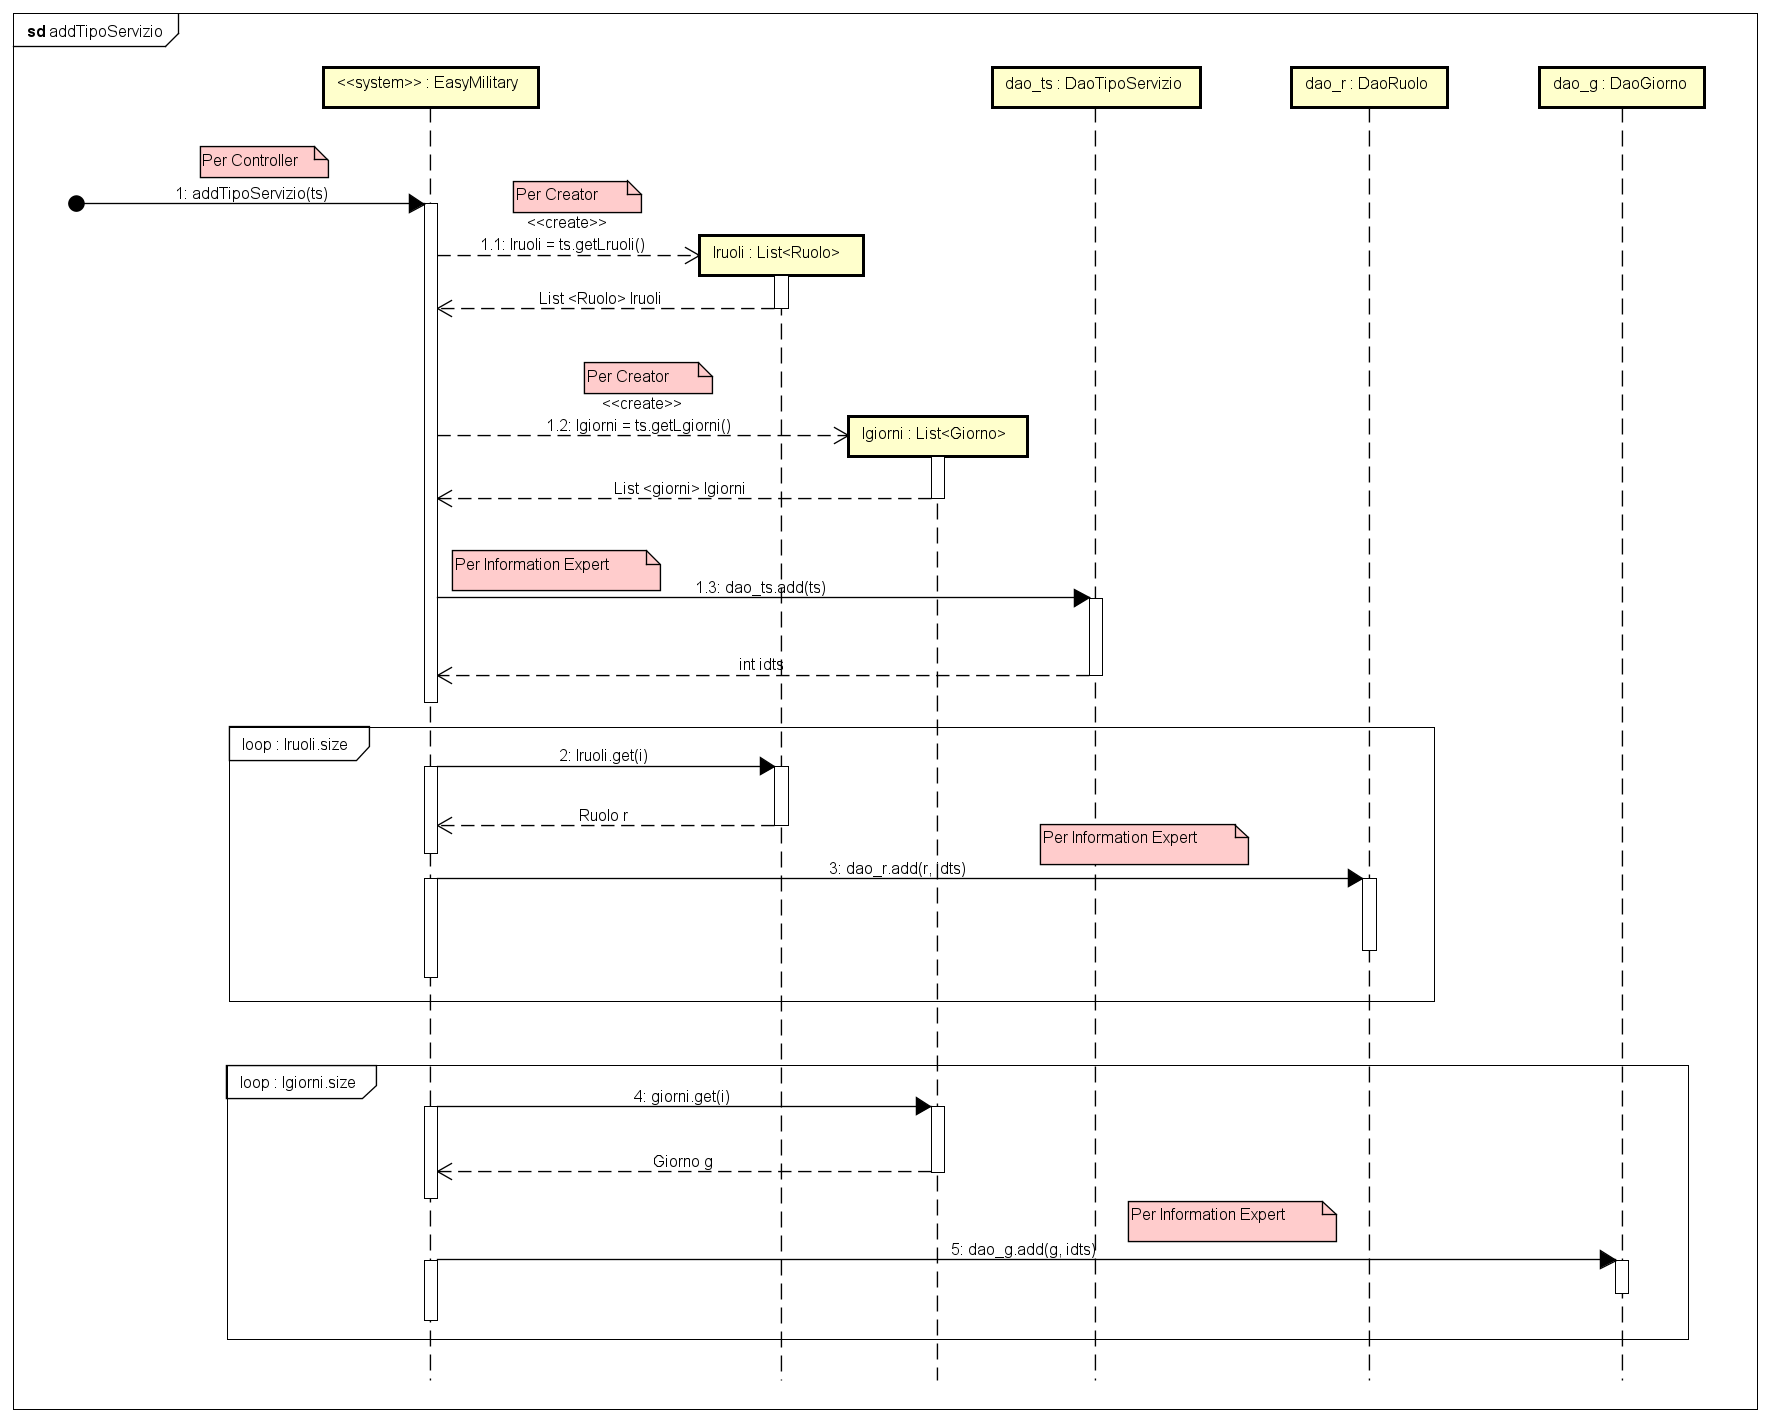 sd addTipoServizio
<<system>> : EasyMilitary
dao_ts : DaoTipoServizio
dao_r : DaoRuolo
dao_g : DaoGiorno
Per Controller
1: addTipoServizio(ts)
Per Creator
<<create>>
1.1: lruoli = ts.getLruoli()
lruoli : List<Ruolo>
List <Ruolo> lruoli
Per Creator
<<create>>
1.2: lgiorni = ts.getLgiorni()
lgiorni : List<Giorno>
List <giorni> lgiorni
Per Information Expert
1.3: dao_ts.add(ts)
int idts
loop : lruoli.size
2: lruoli.get(i)
Ruolo r
Per Information Expert
3: dao_r.add(r, idts)
loop : lgiorni.size
4: giorni.get(i)
Giorno g
Per Information Expert
5: dao_g.add(g, idts)